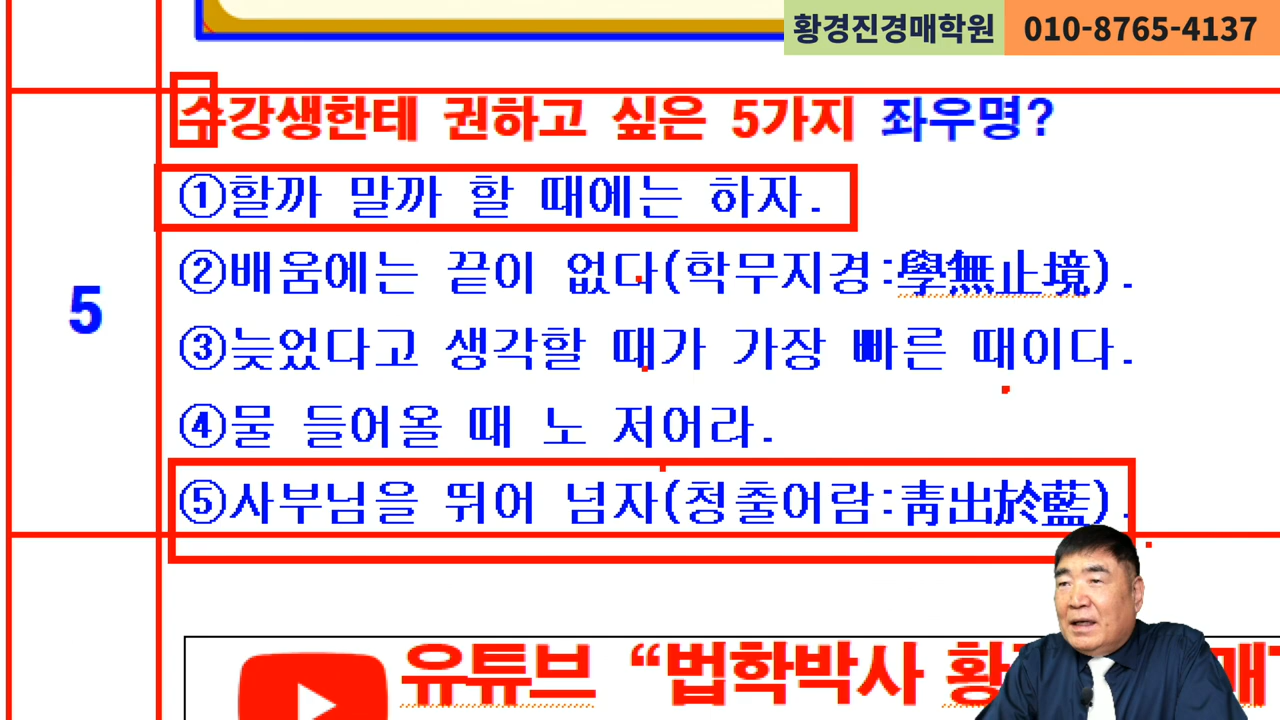 황경진경매학원 010-8765-4137
수강생한테 권하고 싶은 5가지 좌우명?
①할까 말까 할 때에는 하자.
②배움에는 끝이 없다(학무지경:學無止境).
5
③늦었다고 생각할 때가 가장 빠른 때이다.
④물 들어올 때 노 저어라.
⑤사부님을 뛰어 넘자(청출어람:靑出於藍).
유튜브 “법학박사 황